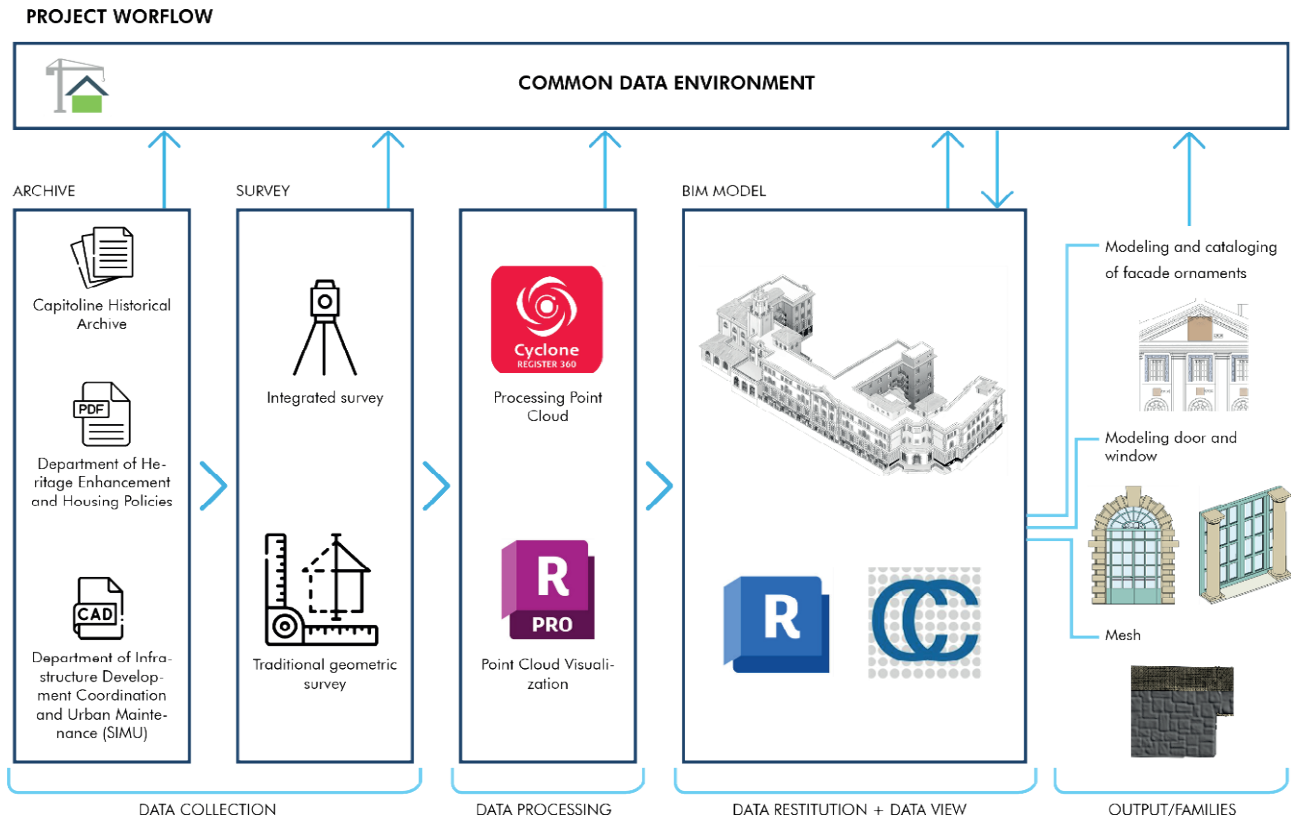 PROJECT WORFLOW
COMMON DATA ENVIRONMENT
ARCHIVE
Capitoline Historical
Archive
PDF
Department of He-
ritage Enhancement
and Housing Policies
CAD
Department of Infra-
structure Develop-
ment Coordination
and Urban Mainte-
nance (SIMU)
SURVEY
Integrated survey
Traditional geometric
survey
Cyclone
REGISTER 360
Processing Point
Cloud
R
PRO
Point Cloud Visuali-
zation
BIM MODEL
R
CC
Modeling and cataloging
of facade ornaments
Modeling door and
window
Mesh
DATA COLLECTION
DATA PROCESSING
DATA RESTITUTION + DATA VIEW
OUTPUT/FAMILIES